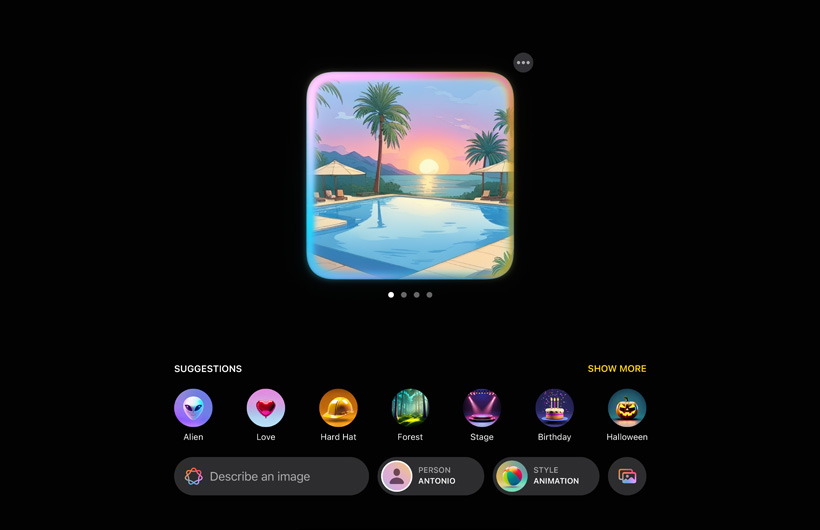 SUGGESTIONS
SHOW MORE
Alien
Love
Hard Hat
Forest
Stage
Birthday
Halloween
Describe an image
PERSON
ANTONIO
STYLE
ANIMATION